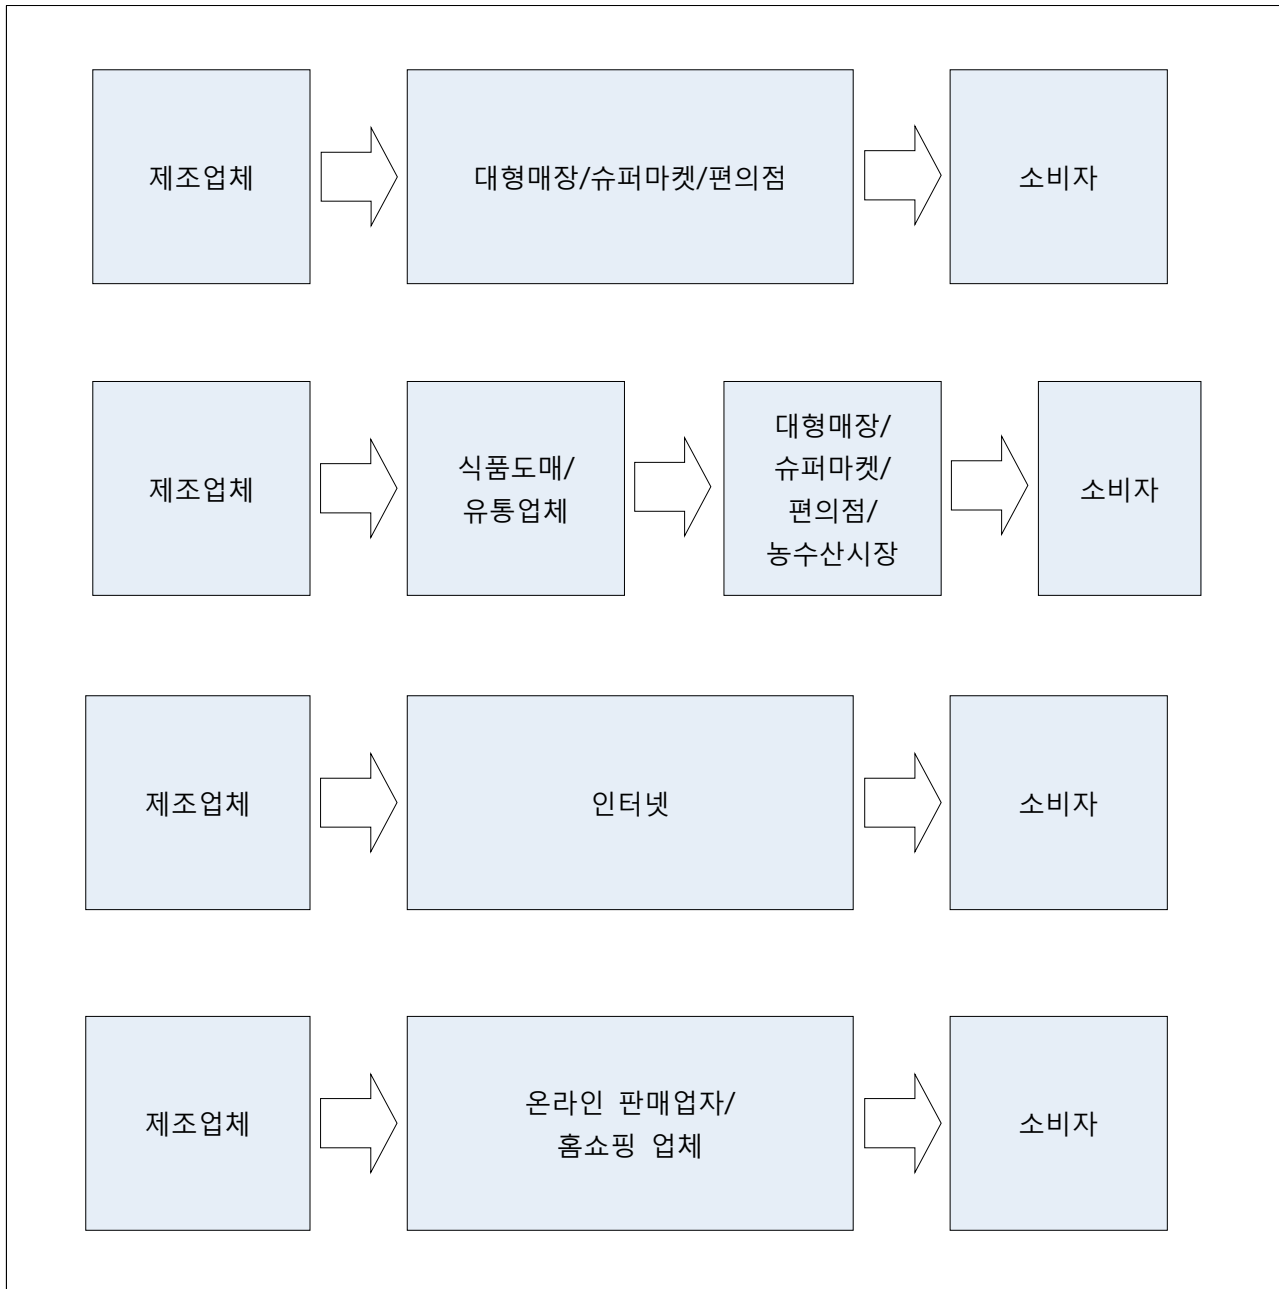 제조업체
대형매장/슈퍼마켓/편의점
소비자
제조업체
식품도매/
유통업체
대형매장/
슈퍼마켓/
편의점/
농수산시장
소비자
제조업체
인터넷
소비자
제조업체
온라인 판매업자/
홈쇼핑 업체
소비자